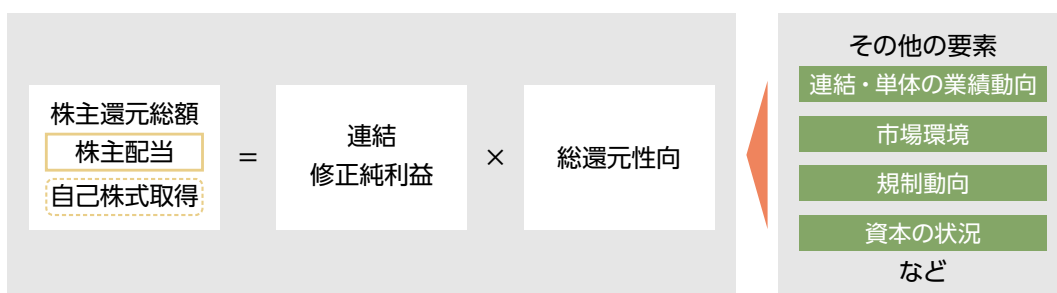 株主還元総額
株主配当
自己株式取得
=
連結
修正純利益
×
総還元性向
その他の要素
連結・単体の業績動向
市場環境
規制動向
資本の状況
など